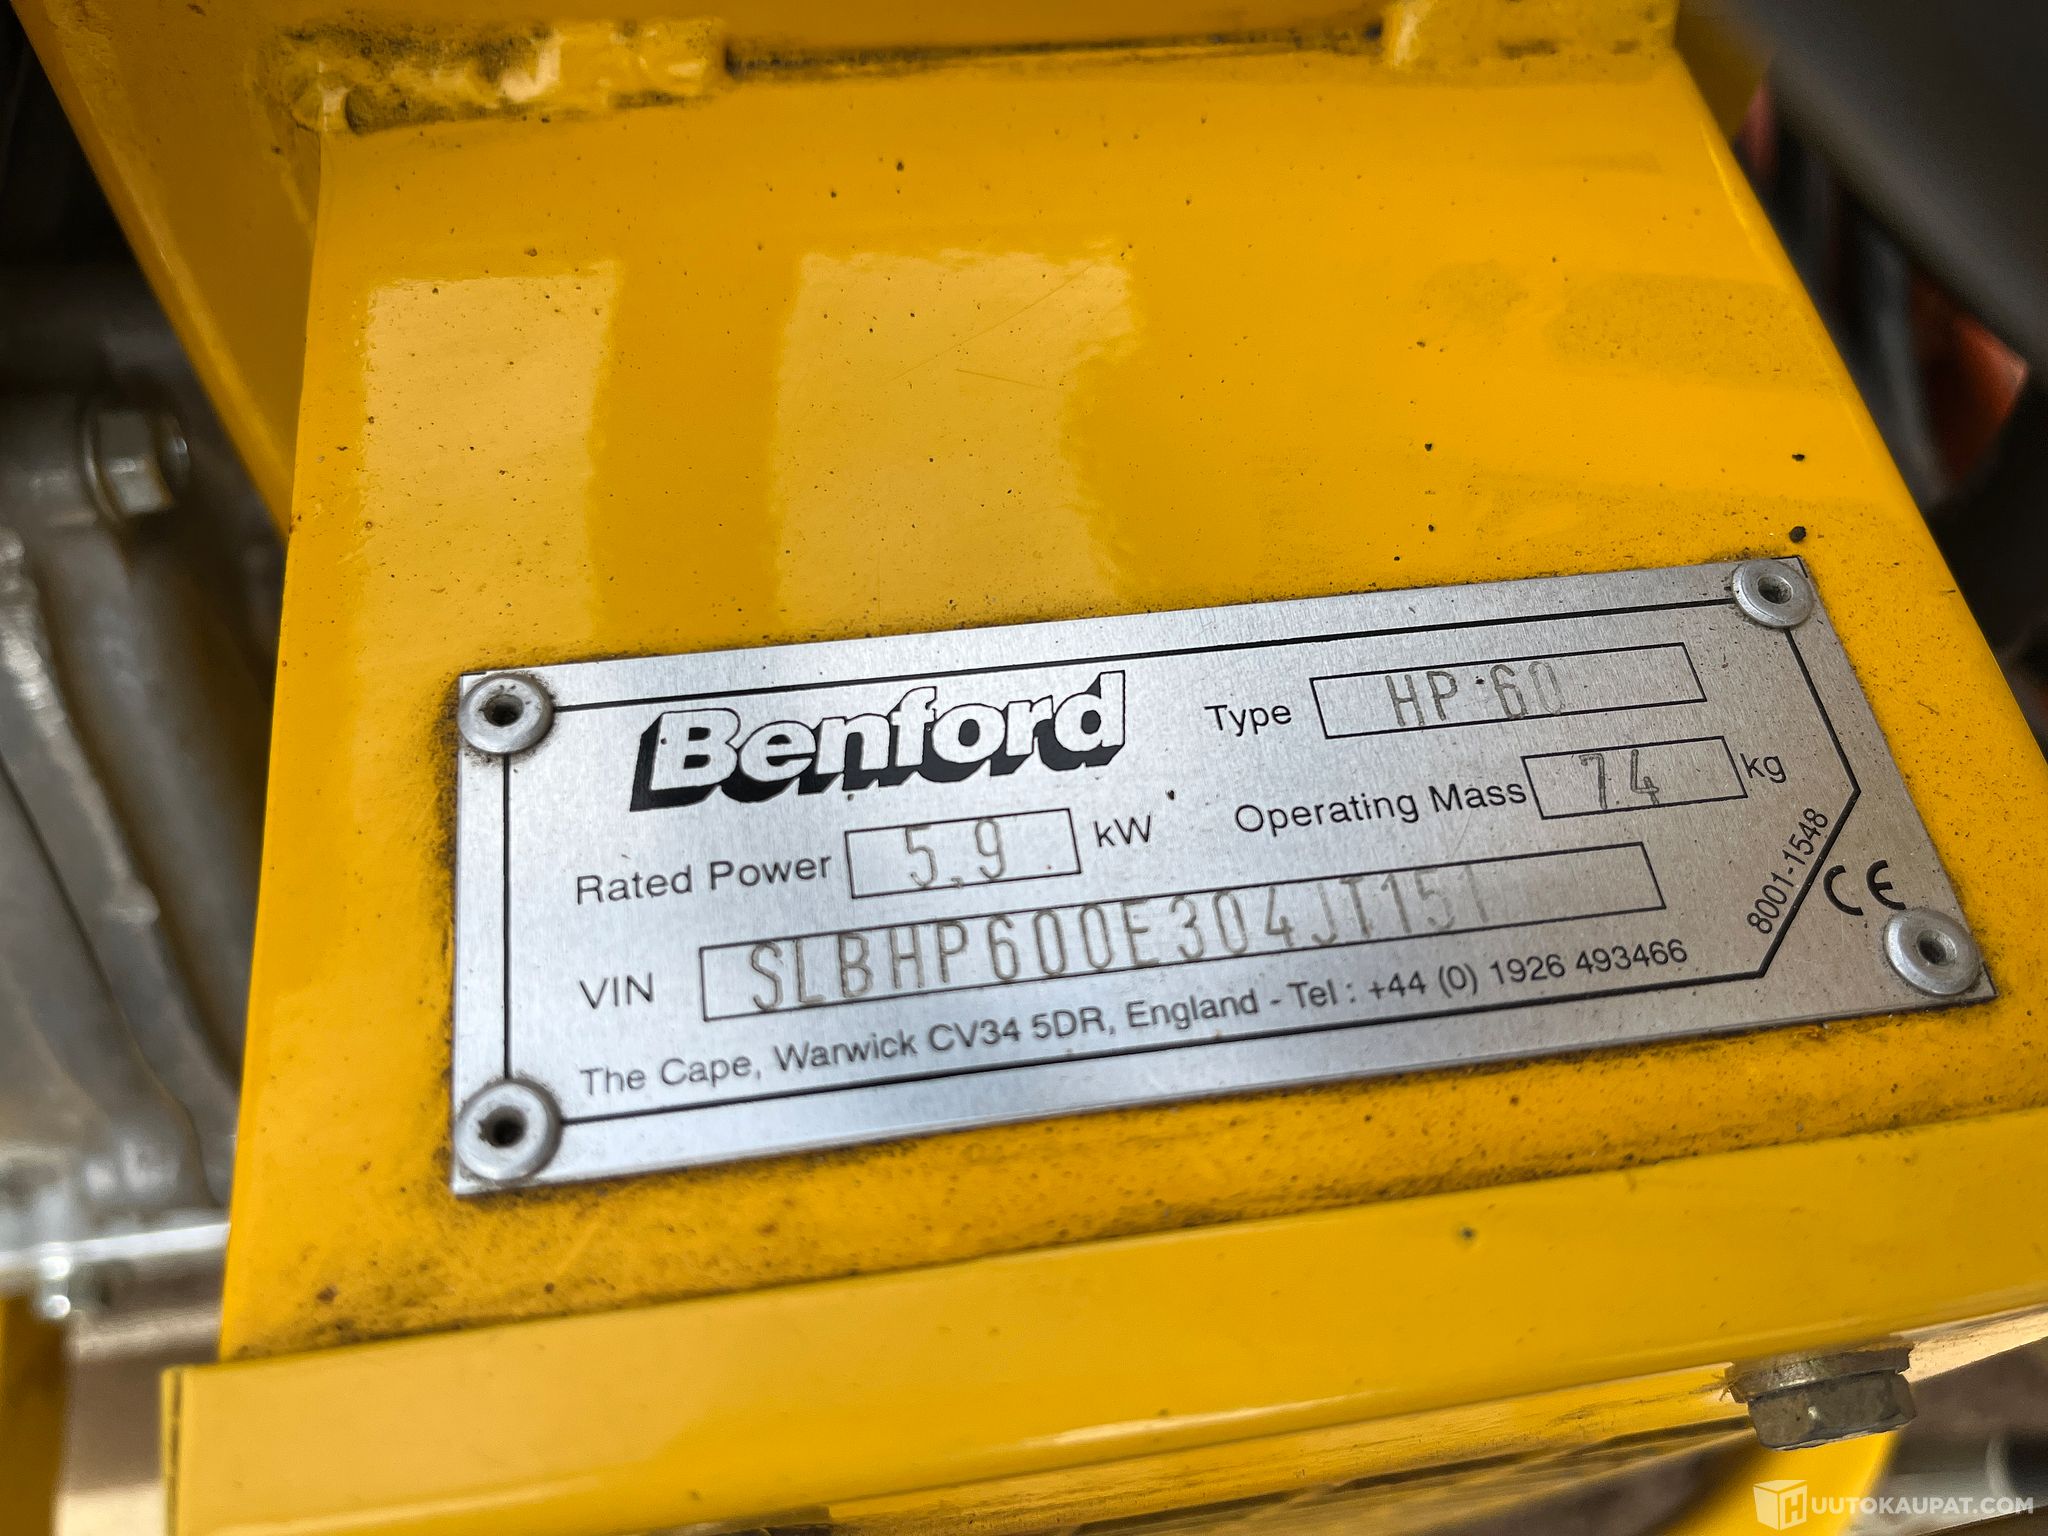 Benford
Type HP 60
Rated Power 5,9 kW Operating Mass 74 kg
VIN SLBHP600E304JT151
The Cape, Warwick CV34 5DR, England - Tel : +44 (0) 1926 493466
8001-1548
CE
HUUTOKAUPAT.COM